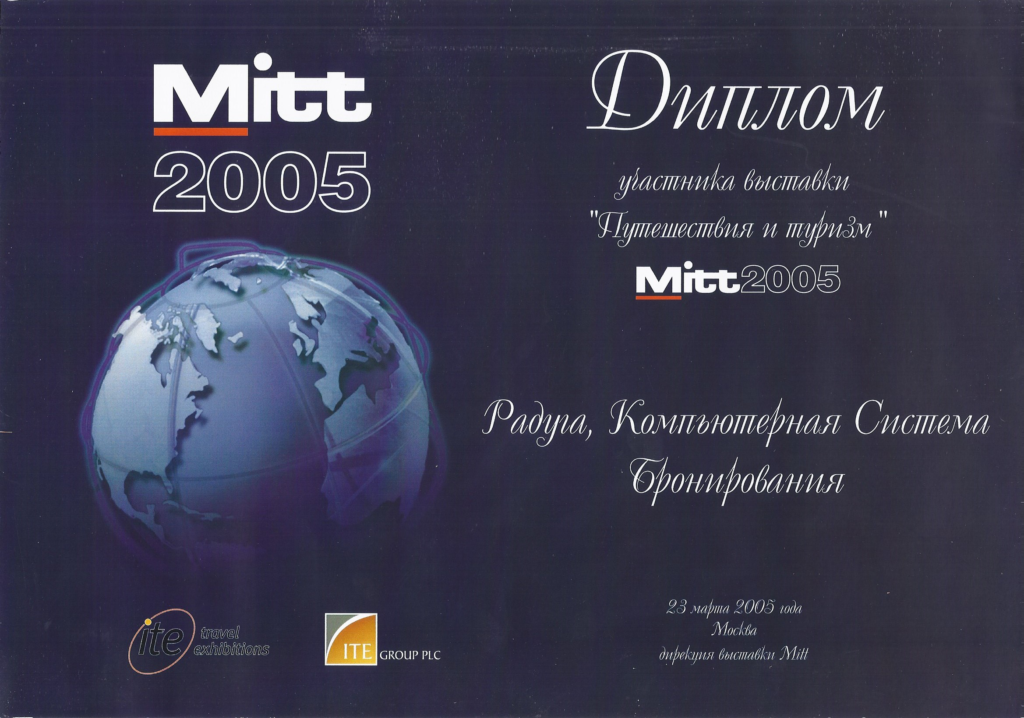 Mitt
2005
Диплом
участника выставки
"Путешествия и туризм"
Mitt2005
Радуга, Компьютерная Система
Бронирования
23 марта 2005 года
Москва
дирекция выставки Mitt
ite travel
exhibitions
ITE GROUP PLC